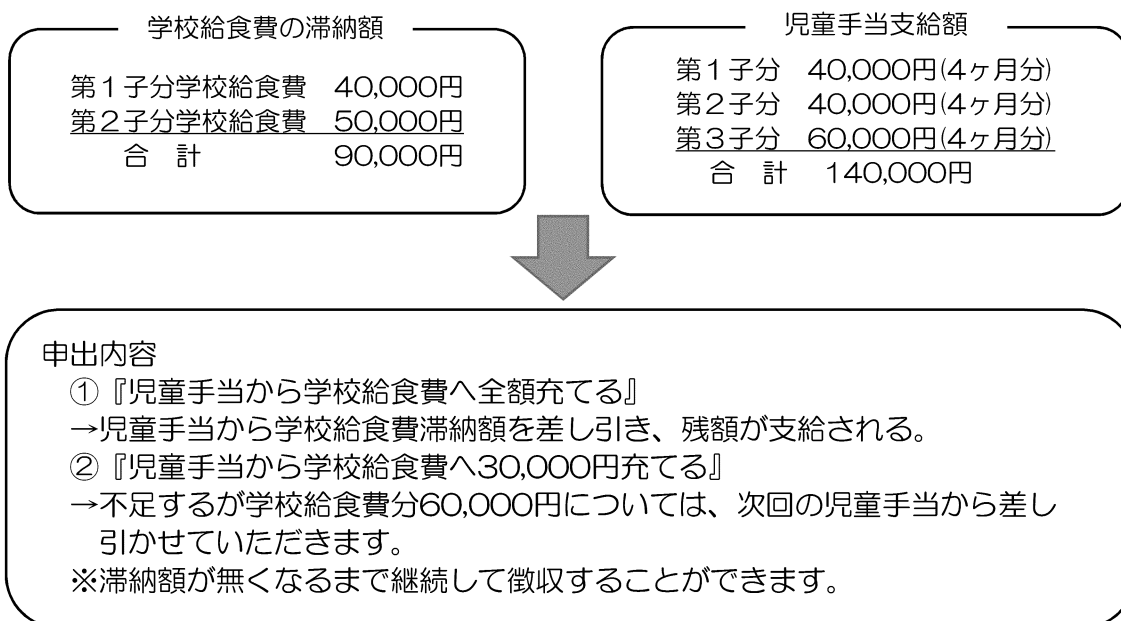 学校給食費の滞納額
第１子分学校給食費　40,000円
第２子分学校給食費　50,000円
合　計　90,000円
児童手当支給額
第１子分　40,000円(4ヶ月分)
第２子分　40,000円(4ヶ月分)
第３子分　60,000円(4ヶ月分)
合　計　140,000円
申出内容
①『児童手当から学校給食費へ全額充てる』
→児童手当から学校給食費滞納額を差し引き、残額が支給される。
②『児童手当から学校給食費へ30,000円充てる』
→不足するが学校給食費分60,000円については、次回の児童手当から差し
引かせていただきます。
※滞納額が無くなるまで継続して徴収することができます。